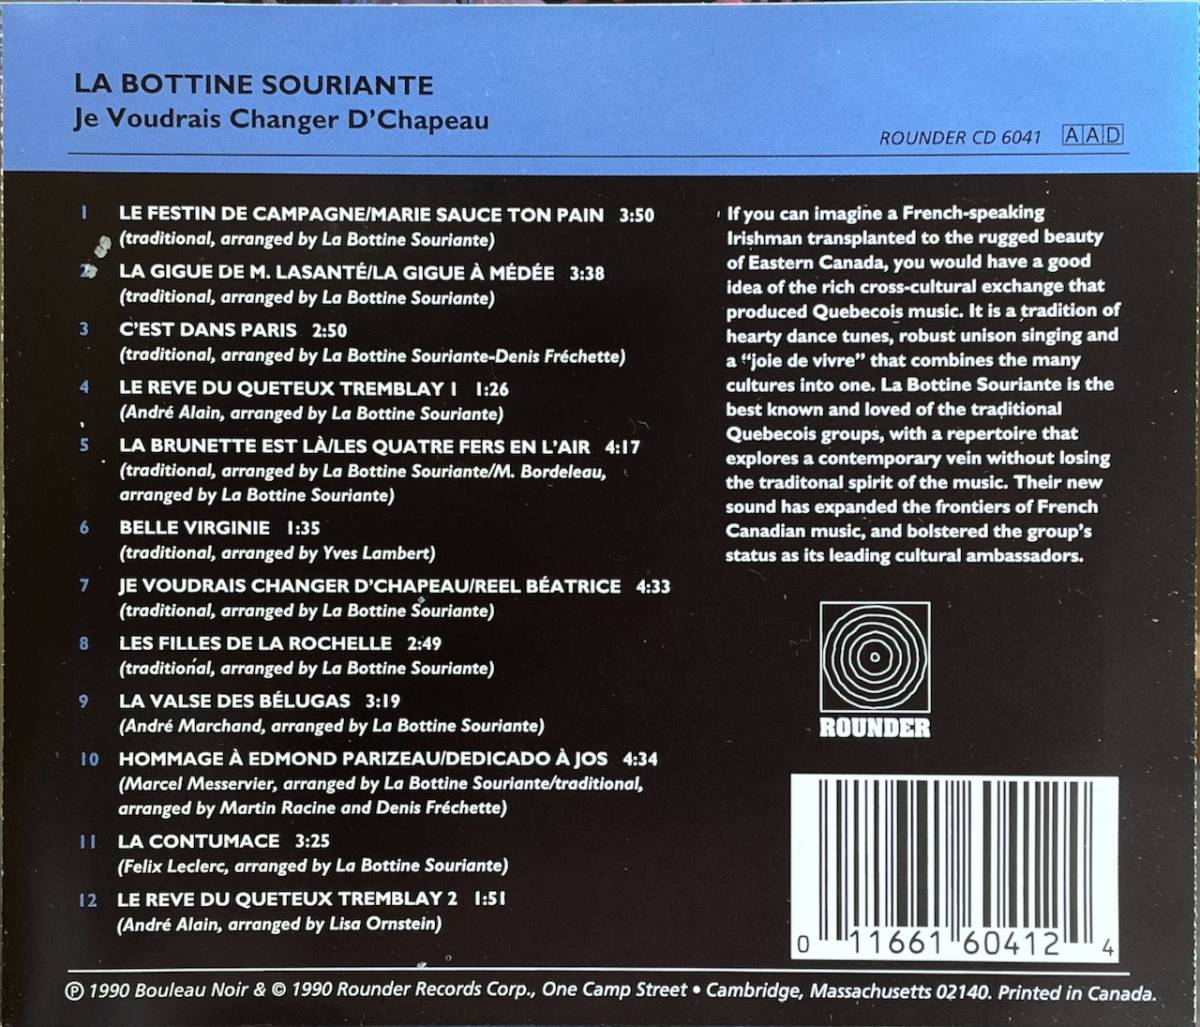 LA BOTTINE SOURIANTE
Je Voudrais Changer D'Chapeau
ROUNDER CD 6041 AAD
1 LE FESTIN DE CAMPAGNE/MARIE SAUCE TON PAIN 3:50
(traditional, arranged by La Bottine Souriante)
2 LA GIGUE DE M. LASANTÉ/LA GIGUE À MÉDÉE 3:38
(traditional, arranged by La Bottine Souriante)
3 C'EST DANS PARIS 2:50
(traditional, arranged by La Bottine Souriante-Denis Fréchette)
4 LE REVE DU QUETEUX TREMBLAY 1 1:26
(André Alain, arranged by La Bottine Souriante)
5 LA BRUNETTE EST LÀ/LES QUATRE FERS EN L'AIR 4:17
(traditional, arranged by La Bottine Souriante/M. Bordeleau,
arranged by La Bottine Souriante)
6 BELLE VIRGINIE 1:35
(traditional, arranged by Yves Lambert)
7 JE VOUDRAIS CHANGER D'CHAPEAU/REEL BÉATRICE 4:33
(traditional, arranged by La Bottine Souriante)
8 LES FILLES DE LA ROCHELLE 2:49
(traditional, arranged by La Bottine Souriante)
9 LA VALSE DES BÉLUGAS 3:19
(André Marchand, arranged by La Bottine Souriante)
10 HOMMAGE À EDMOND PARIZEAU/DEDICADO À JOS 4:34
(Marcel Messervier, arranged by La Bottine Souriante/traditional,
arranged by Martin Racine and Denis Fréchette)
11 LA CONTUMACE 3:25
(Felix Leclerc, arranged by La Bottine Souriante)
12 LE REVE DU QUETEUX TREMBLAY 2 1:51
(André Alain, arranged by Lisa Ornstein)
If you can imagine a French-speaking
Irishman transplanted to the rugged beauty
of Eastern Canada, you would have a good
idea of the rich cross-cultural exchange that
produced Quebecois music. It is a tradition of
hearty dance tunes, robust unison singing and
a "joie de vivre" that combines the many
cultures into one. La Bottine Souriante is the
best known and loved of the traditional
Quebecois groups, with a repertoire that
explores a contemporary vein without losing
the traditonal spirit of the music. Their new
sound has expanded the frontiers of French
Canadian music, and bolstered the group's
status as its leading cultural ambassadors.
ROUNDER
0 11661 60412 4
℗ 1990 Bouleau Noir & © 1990 Rounder Records Corp., One Camp Street • Cambridge, Massachusetts 02140. Printed in Canada.